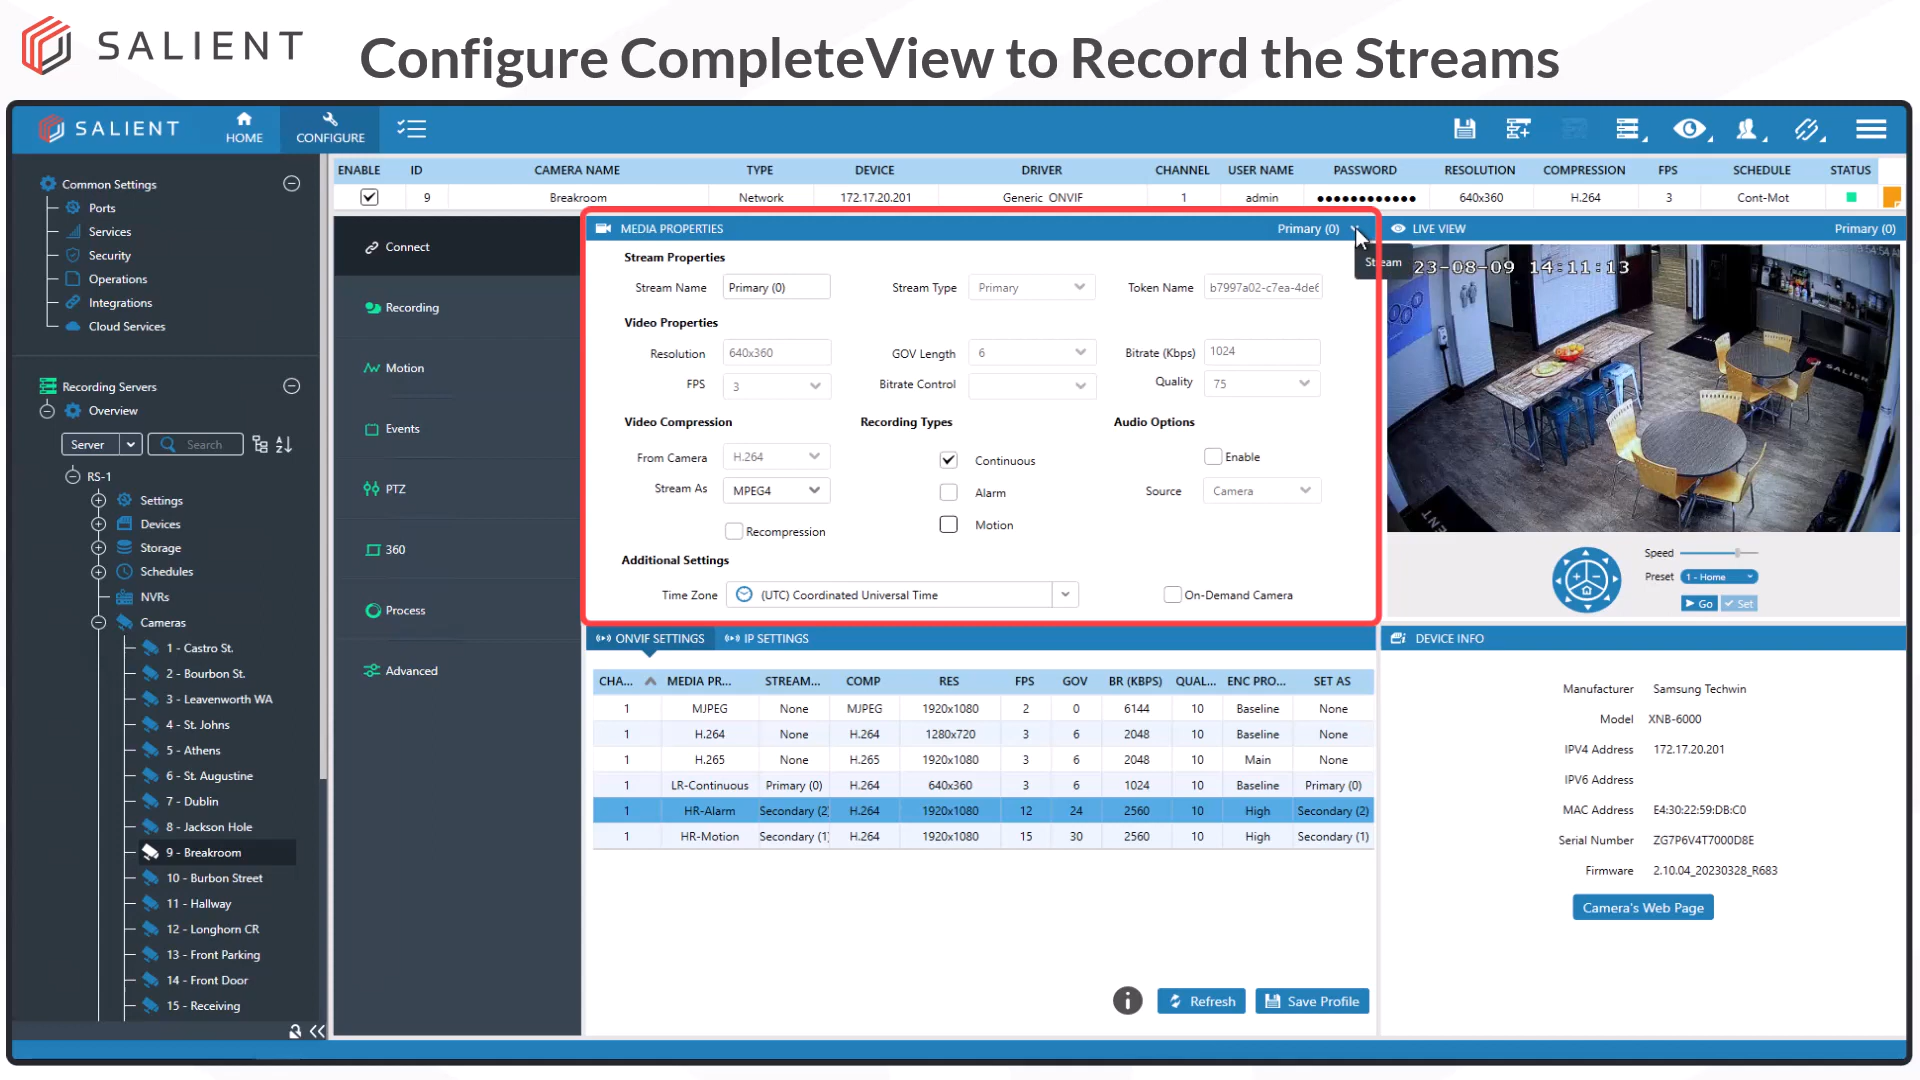 SALIENT
Configure CompleteView to Record the Streams
SALIENT
HOME
CONFIGURE
ENABLE ID CAMERA NAME TYPE DEVICE DRIVER CHANNEL USER NAME PASSWORD RESOLUTION COMPRESSION FPS SCHEDULE STATUS
9 Breakroom Network 172.17.20.201 Generic_ONVIF 1 admin ●●●●●●●●●●●● 640x360 H.264 3 Cont-Mot
Common Settings
Ports
Services
Security
Operations
Integrations
Cloud Services
Recording Servers
Overview
Server Search
RS-1
Settings
Devices
Storage
Schedules
NVRs
Cameras
1 - Castro St.
2 - Bourbon St.
3 - Leavenworth WA
4 - St. Johns
5 - Athens
6 - St. Augustine
7 - Dublin
8 - Jackson Hole
9 - Breakroom
10 - Burbon Street
11 - Hallway
12 - Longhorn CR
13 - Front Parking
14 - Front Door
15 - Receiving
Connect
Recording
Motion
Events
PTZ
360
Process
Advanced
MEDIA PROPERTIES Primary (0)
Stream
Stream Properties
Stream Name Primary (0) Stream Type Primary Token Name b7997a02-c7ea-4de6
Video Properties
Resolution 640x360 GOV Length 6 Bitrate (Kbps) 1024
FPS 3 Bitrate Control Quality 75
Video Compression Recording Types Audio Options
From Camera H.264 Continuous Enable
Stream As MPEG4 Alarm Source Camera
Recompression Motion
Additional Settings
Time Zone (UTC) Coordinated Universal Time On-Demand Camera
ONVIF SETTINGS IP SETTINGS
CHA... MEDIA PR... STREAM... COMP RES FPS GOV BR (KBPS) QUAL... ENC PRO... SET AS
1 MJPEG None MJPEG 1920x1080 2 0 6144 10 Baseline None
1 H.264 None H.264 1280x720 3 6 2048 10 Baseline None
1 H.265 None H.265 1920x1080 3 6 2048 10 Main None
1 LR-Continuous Primary (0) H.264 640x360 3 6 1024 10 Baseline Primary (0)
1 HR-Alarm Secondary (2) H.264 1920x1080 12 24 2560 10 High Secondary (2)
1 HR-Motion Secondary (1) H.264 1920x1080 15 30 2560 10 High Secondary (1)
Refresh Save Profile
LIVE VIEW Primary (0)
23-08-09 14:11:13
Speed
Preset 1 - Home
Go Set
DEVICE INFO
Manufacturer Samsung Techwin
Model XNB-6000
IPV4 Address 172.17.20.201
IPV6 Address
MAC Address E4:30:22:59:DB:C0
Serial Number ZG7P6V4T7000D8E
Firmware 2.10.04_20230328_R683
Camera's Web Page